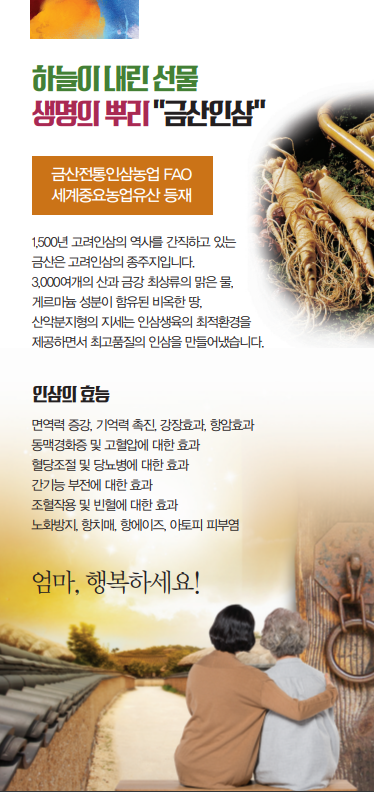 하늘이 내린 선물
생명의 뿌리 "금산인삼"
금산전통인삼농업 FAO
세계중요농업유산 등재
1,500년 고려인삼의 역사를 간직하고 있는
금산은 고려인삼의 종주지입니다.
3,000여개의 산과 금강 최상류의 맑은 물,
게르마늄 성분이 함유된 비옥한 땅,
산악분지형의 지세는 인삼생육의 최적환경을
제공하면서 최고품질의 인삼을 만들어냈습니다.
인삼의 효능
면역력 증강, 기억력 촉진, 강장효과, 항암효과
동맥경화증 및 고혈압에 대한 효과
혈당조절 및 당뇨병에 대한 효과
간기능 부전에 대한 효과
조혈작용 및 빈혈에 대한 효과
노화방지, 항치매, 항에이즈, 아토피 피부염
엄마, 행복하세요!